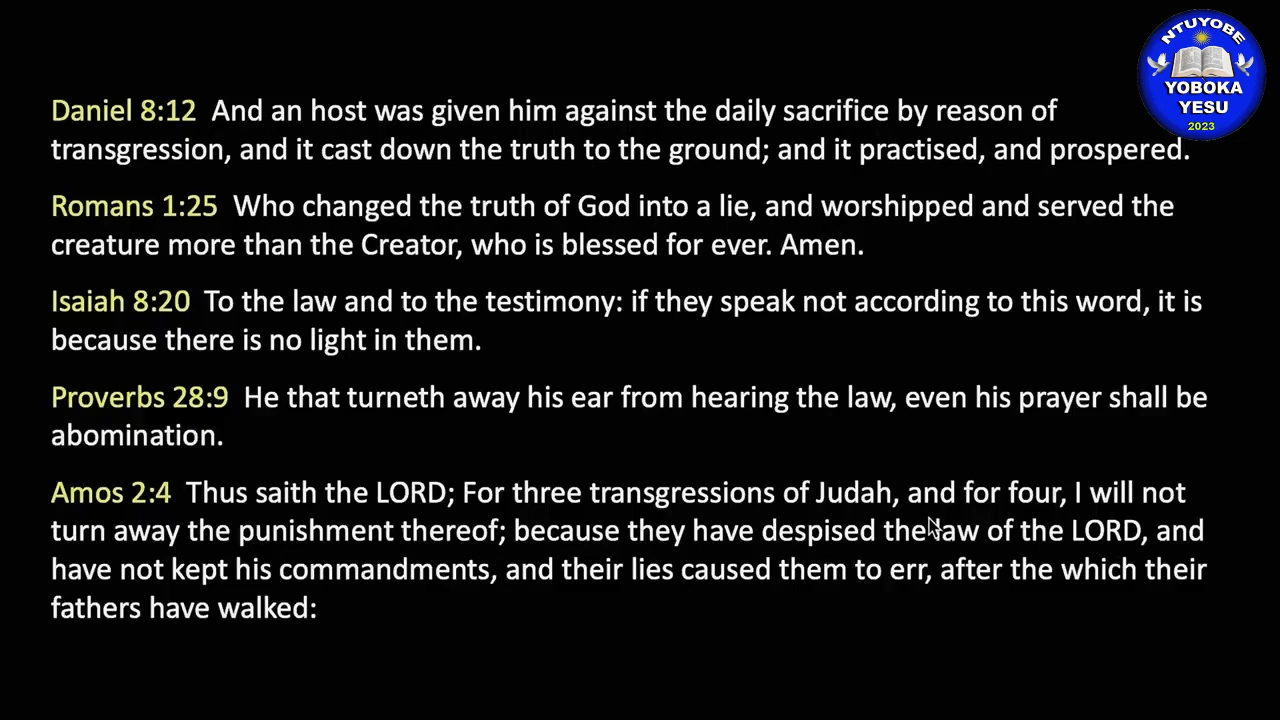 NTUYOBE
YOBOKA
YESU
2023
Daniel 8:12 And an host was given him against the daily sacrifice by reason of
transgression, and it cast down the truth to the ground; and it practised, and prospered.
Romans 1:25 Who changed the truth of God into a lie, and worshipped and served the
creature more than the Creator, who is blessed for ever. Amen.
Isaiah 8:20 To the law and to the testimony: if they speak not according to this word, it is
because there is no light in them.
Proverbs 28:9 He that turneth away his ear from hearing the law, even his prayer shall be
abomination.
Amos 2:4 Thus saith the LORD; For three transgressions of Judah, and for four, I will not
turn away the punishment thereof; because they have despised the law of the LORD, and
have not kept his commandments, and their lies caused them to err, after the which their
fathers have walked: